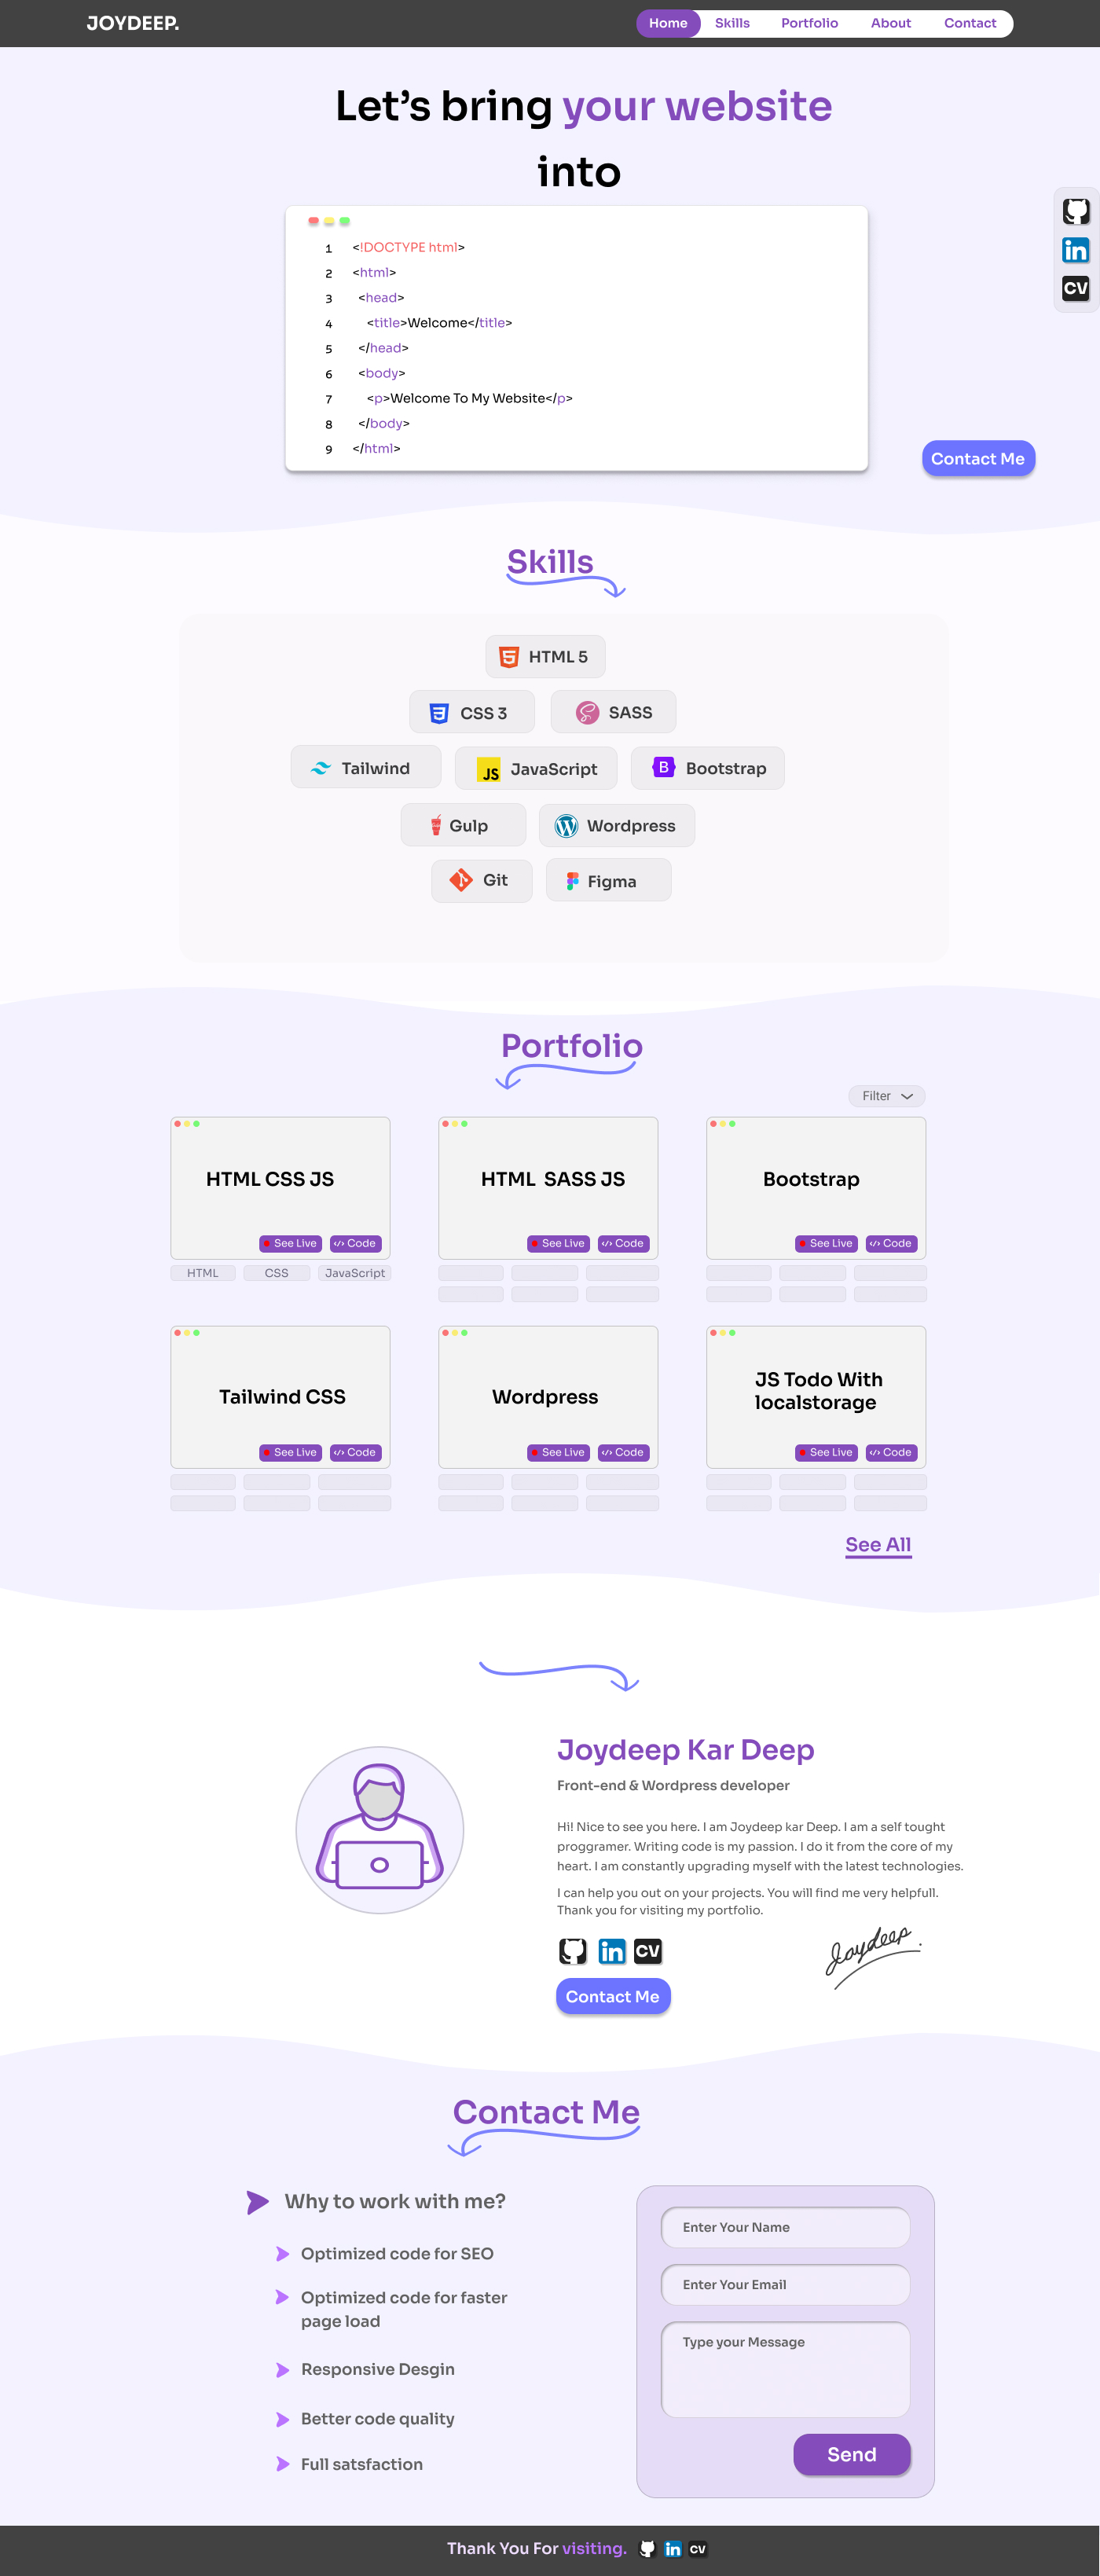 JOYDEEP.
Home Skills Portfolio About Contact
Let's bring your website
into
1 <!DOCTYPE html>
2 <html>
3 <head>
4 <title>Welcome</title>
5 </head>
6 <body>
7 <p>Welcome To My Website</p>
8 </body>
9 </html>
in
CV
Contact Me
Skills
HTML 5
CSS 3 SASS
Tailwind JS JavaScript B Bootstrap
Gulp Wordpress
Git Figma
Portfolio
Filter
HTML CSS JS
See Live </> Code
HTML CSS JavaScript
HTML SASS JS
See Live </> Code
Bootstrap
See Live </> Code
Tailwind CSS
See Live </> Code
Wordpress
See Live </> Code
JS Todo With
localstorage
See Live </> Code
See All
Joydeep Kar Deep
Front-end & Wordpress developer
Hi! Nice to see you here. I am Joydeep kar Deep. I am a self tought
proggramer. Writing code is my passion. I do it from the core of my
heart. I am constantly upgrading myself with the latest technologies.
I can help you out on your projects. You will find me very helpfull.
Thank you for visiting my portfolio.
in CV
Joydeep.
Contact Me
Contact Me
Why to work with me?
Optimized code for SEO
Optimized code for faster
page load
Responsive Desgin
Better code quality
Full satsfaction
Enter Your Name
Enter Your Email
Type your Message
Send
Thank You For visiting. in CV